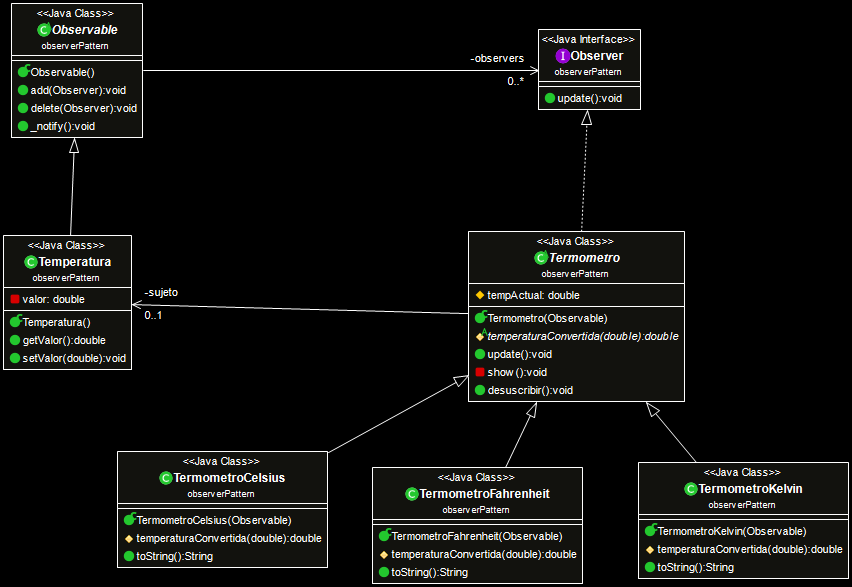 <<Java Class>>
Observable
observerPattern
Observable()
add(Observer):void
delete(Observer):void
_notify():void
-observers
0..*
<<Java Interface>>
Observer
observerPattern
update():void
<<Java Class>>
Temperatura
observerPattern
valor: double
Temperatura()
getValor():double
setValor(double):void
-sujeto
0..1
<<Java Class>>
Termometro
observerPattern
tempActual: double
Termometro(Observable)
temperaturaConvertida(double):double
update():void
show():void
desuscribir():void
<<Java Class>>
TermometroCelsius
observerPattern
TermometroCelsius(Observable)
temperaturaConvertida(double):double
toString():String
<<Java Class>>
TermometroFahrenheit
observerPattern
TermometroFahrenheit(Observable)
temperaturaConvertida(double):double
toString():String
<<Java Class>>
TermometroKelvin
observerPattern
TermometroKelvin(Observable)
temperaturaConvertida(double):double
toString():String